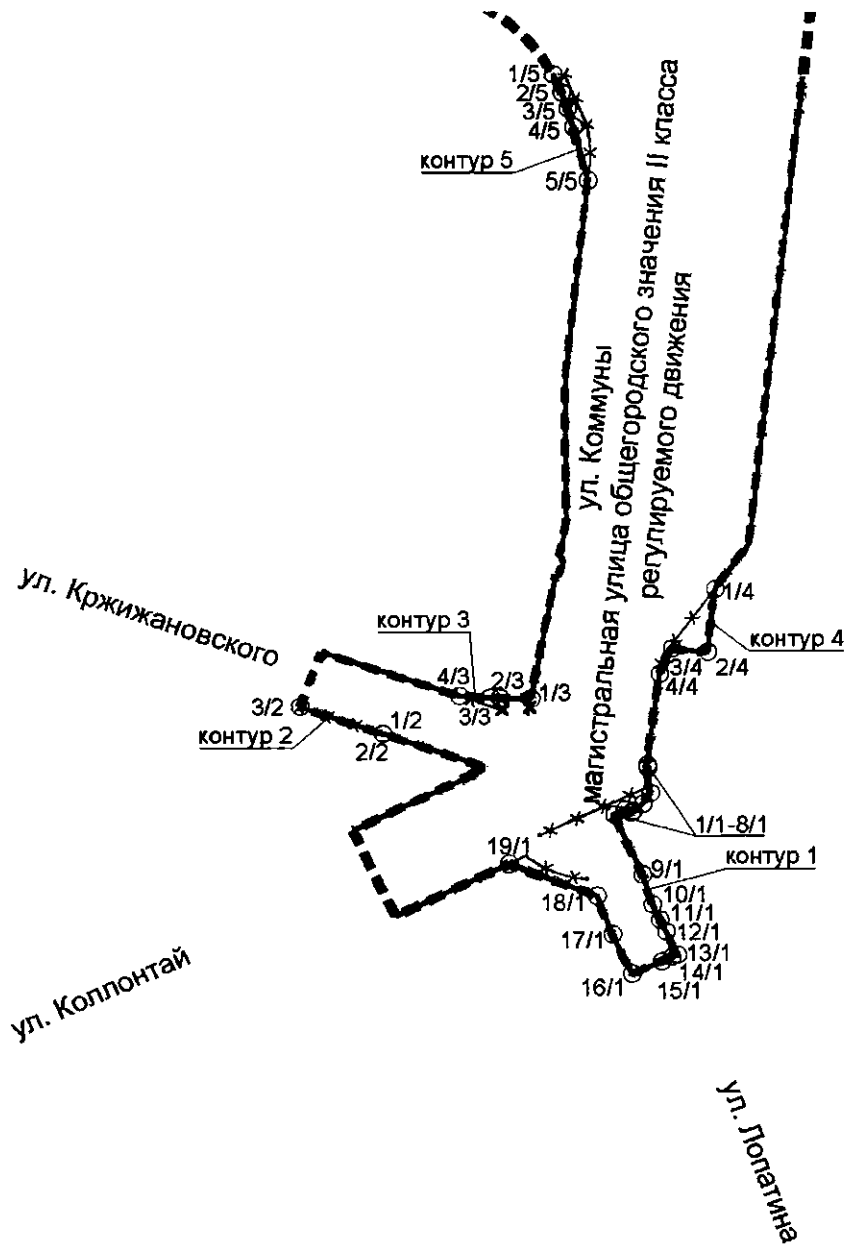 1/5
2/5
3/5
4/5
контур 5
5/5
ул. Коммуны
магистральная улица общегородского значения II класса
регулируемого движения
ул. Кржижановского
1/4
контур 3
контур 4
3/4
2/4
4/4
4/3
2/3
1/3
3/3
3/2
1/2
контур 2
2/2
1/1-8/1
19/1
контур 1
9/1
18/1
10/1
11/1
12/1
17/1
13/1
14/1
15/1
16/1
ул. Коллонтай
ул. Лопатина